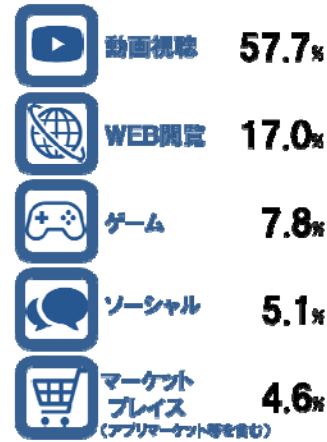 動画視聴 57.7%
WEB閲覧 17.0%
ゲーム 7.8%
ソーシャル 5.1%
マーケット
プレイス 4.6%
(アプリマーケット等を含む)